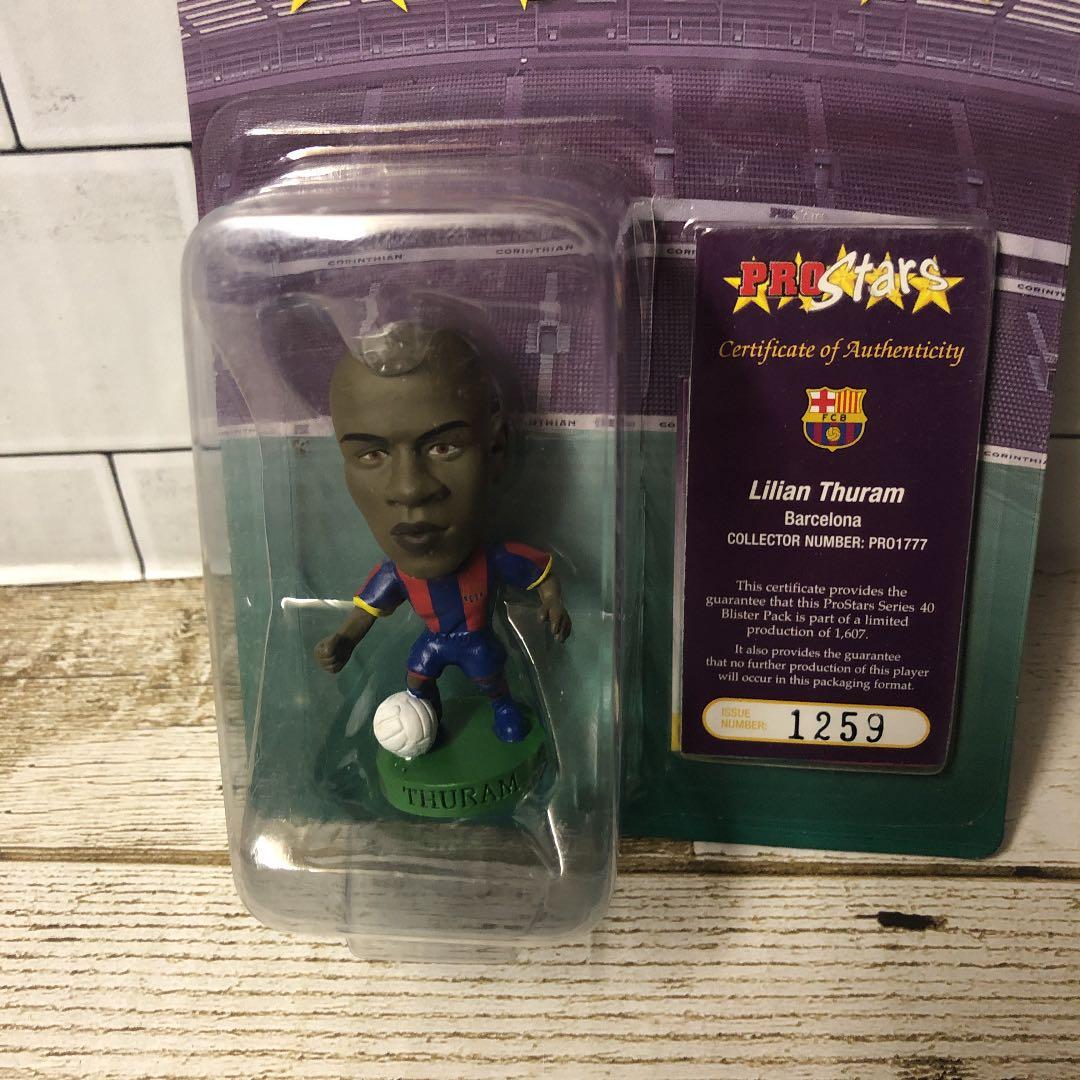 CORINTHIAN
CORINTHIAN
PROStars
Certificate of Authenticity
FCB
Lilian Thuram
Barcelona
COLLECTOR NUMBER: PRO1777
This certificate provides the
guarantee that this ProStars Series 40
Blister Pack is part of a limited
production of 1,607.
It also provides the guarantee
that no further production of this player
will occur in this packaging format.
ISSUE
NUMBER: 1259
THURAM